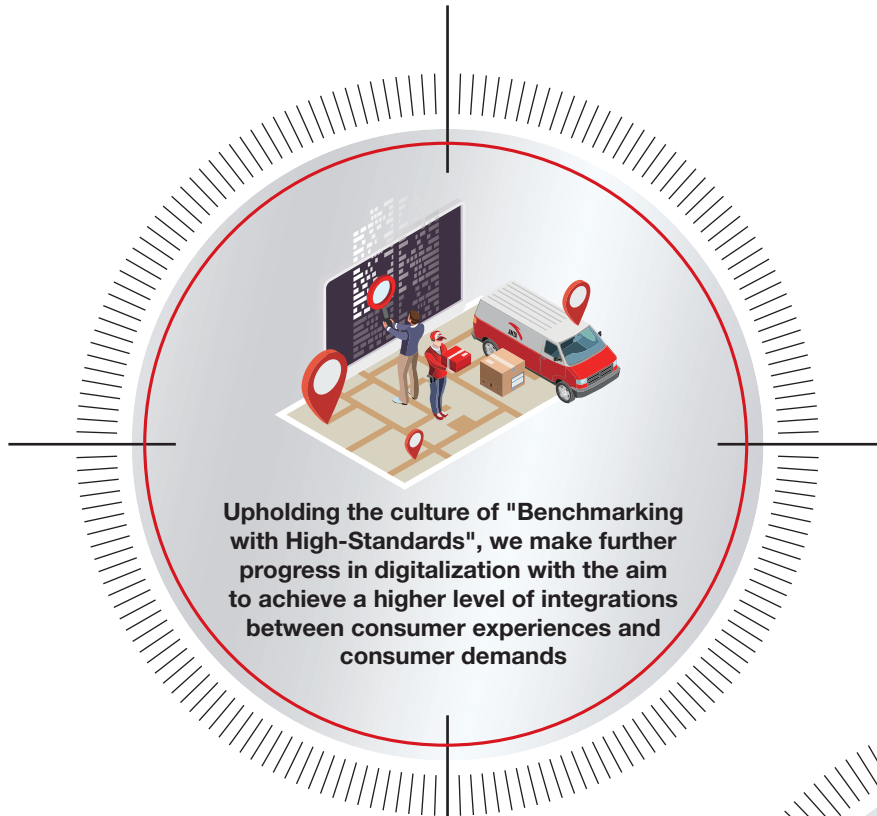 Upholding the culture of "Benchmarking
with High-Standards", we make further
progress in digitalization with the aim
to achieve a higher level of integrations
between consumer experiences and
consumer demands